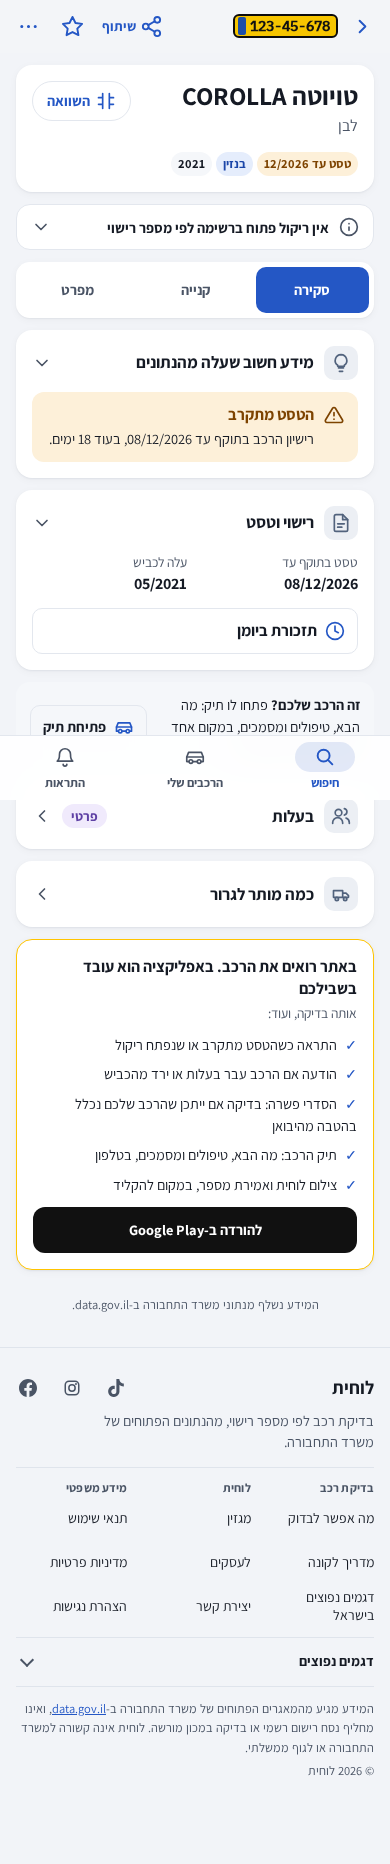 123-45-678
שיתוף
טויוטה COROLLA
לבן
השוואה
טסט עד 12/2026
בנזין
2021
אין ריקול פתוח ברשימה לפי מספר רישוי
סקירה
קנייה
מפרט
מידע חשוב שעלה מהנתונים
הטסט מתקרב
רישיון הרכב בתוקף עד 08/12/2026, בעוד 18 ימים.
רישוי וטסט
טסט בתוקף עד
08/12/2026
עלה לכביש
05/2021
תזכורת ביומן
זה הרכב שלכם? פתחו לו תיק: מה
הבא, טיפולים ומסמכים, במקום אחד
פתיחת תיק
חיפוש
הרכבים שלי
התראות
בעלות
פרטי
כמה מותר לגרור
באתר רואים את הרכב. באפליקציה הוא עובד
בשבילכם
אותה בדיקה, ועוד:
✓ התראה כשהטסט מתקרב או שנפתח ריקול
✓ הודעה אם הרכב עבר בעלות או ירד מהכביש
✓ הסדרי פשרה: בדיקה אם ייתכן שהרכב שלכם נכלל
בהטבה מהיבואן
✓ תיק הרכב: מה הבא, טיפולים ומסמכים, בטלפון
✓ צילום לוחית ואמירת מספר, במקום להקליד
להורדה ב-Google Play
המידע נשלף מנתוני משרד התחבורה ב-data.gov.il.
לוחית
בדיקת רכב לפי מספר רישוי, מהנתונים הפתוחים של
משרד התחבורה.
בדיקת רכב
מה אפשר לבדוק
מדריך לקונה
דגמים נפוצים
בישראל
לוחית
מגזין
לעסקים
יצירת קשר
מידע משפטי
תנאי שימוש
מדיניות פרטיות
הצהרת נגישות
דגמים נפוצים
המידע מגיע מהמאגרים הפתוחים של משרד התחבורה ב-data.gov.il, ואינו
מחליף נסח רישום רשמי או בדיקה במכון מורשה. לוחית אינה קשורה למשרד
התחבורה או לגוף ממשלתי.
© 2026 לוחית